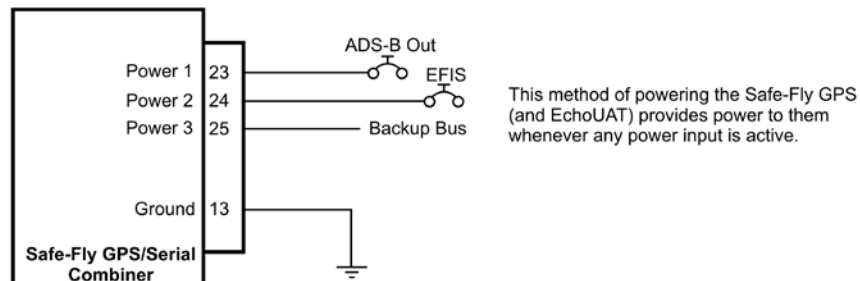 ADS-B Out
Power 1 23
EFIS
Power 2 24
Power 3 25 Backup Bus
Ground 13
Safe-Fly GPS/Serial
Combiner
This method of powering the Safe-Fly GPS
(and EchoUAT) provides power to them
whenever any power input is active.